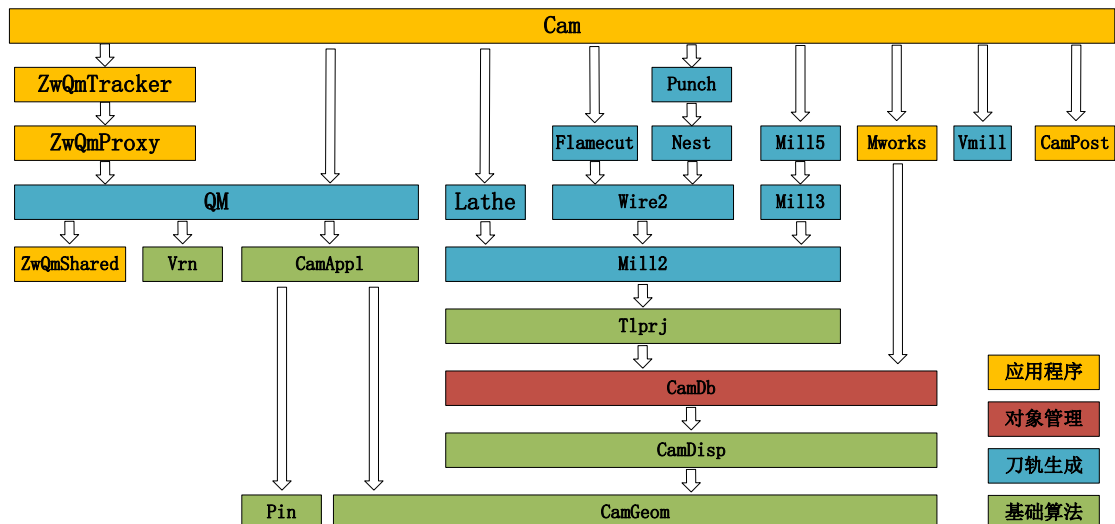 Cam
ZwQmTracker
Punch
ZwQmProxy
Flamecut
Nest
Mill5
Mworks
Vmill
CamPost
QM
Lathe
Wire2
Mill3
ZwQmShared
Vrn
CamAppl
Mill2
Tlprj
应用程序
CamDb
对象管理
CamDisp
刀轨生成
Pin
CamGeom
基础算法